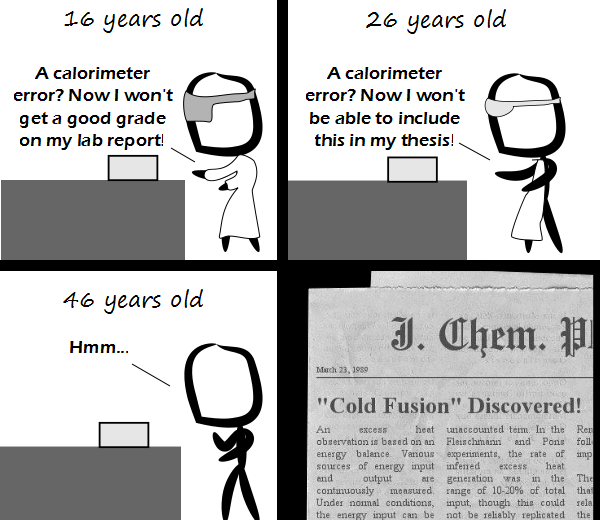 16 years old
A calorimeter
error? Now I won't
get a good grade
on my lab report!
26 years old
A calorimeter
error? Now I won't
be able to include
this in my thesis!
46 years old
Hmm...
J. Chem. P
March 23, 1989
"Cold Fusion" Discovered!
An excess heat
observation is based on an
energy balance. Various
sources of energy input
and output are
continuously measured.
Under normal conditions,
the energy input can be
unaccounted term. In the
Fleischmann and Pons
experiments, the rate of
inferred excess heat
generation was in the
range of 10-20% of total
input, though this could
not be reliably replicated